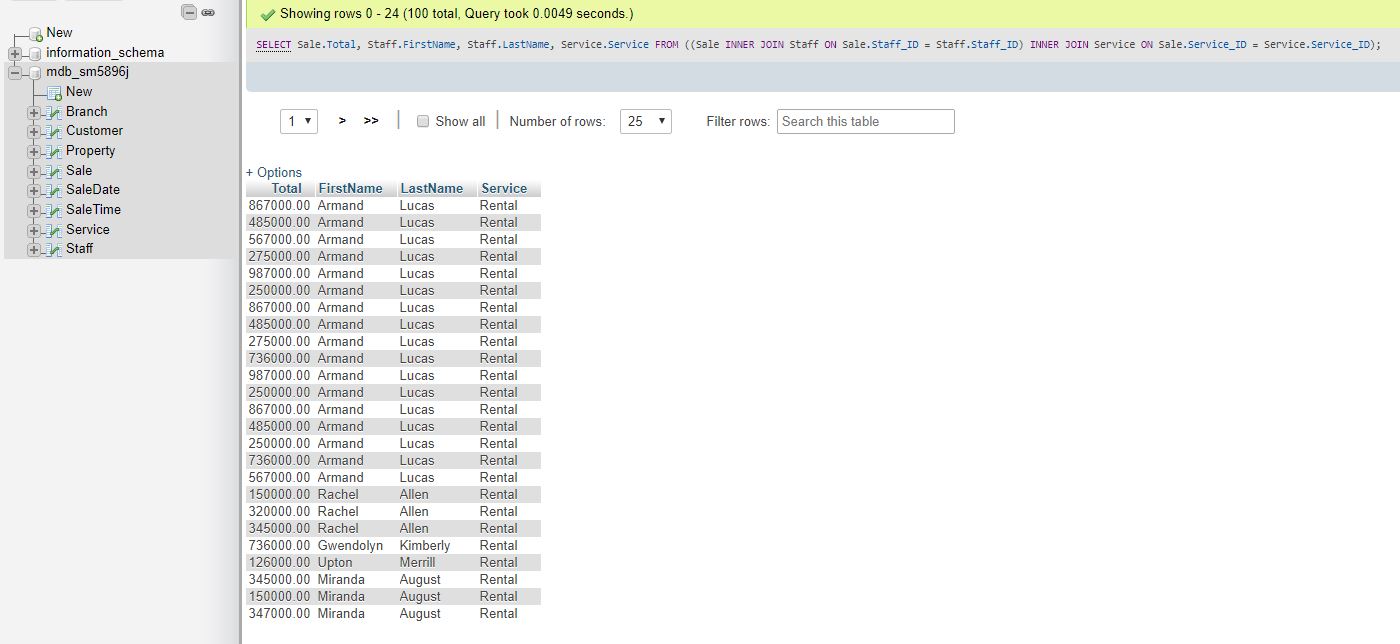 Showing rows 0 - 24 (100 total, Query took 0.0049 seconds.)
SELECT Sale.Total, Staff.FirstName, Staff.LastName, Service.Service FROM ((Sale INNER JOIN Staff ON Sale.Staff_ID = Staff.Staff_ID) INNER JOIN Service ON Sale.Service_ID = Service.Service_ID);
New
information_schema
mdb_sm5896j
New
Branch
Customer
Property
Sale
SaleDate
SaleTime
Service
Staff
1 > >> Show all Number of rows: 25 Filter rows: Search this table
+ Options
Total FirstName LastName Service
867000.00 Armand Lucas Rental
485000.00 Armand Lucas Rental
567000.00 Armand Lucas Rental
275000.00 Armand Lucas Rental
987000.00 Armand Lucas Rental
250000.00 Armand Lucas Rental
867000.00 Armand Lucas Rental
485000.00 Armand Lucas Rental
275000.00 Armand Lucas Rental
736000.00 Armand Lucas Rental
987000.00 Armand Lucas Rental
250000.00 Armand Lucas Rental
867000.00 Armand Lucas Rental
485000.00 Armand Lucas Rental
250000.00 Armand Lucas Rental
736000.00 Armand Lucas Rental
567000.00 Armand Lucas Rental
150000.00 Rachel Allen Rental
320000.00 Rachel Allen Rental
345000.00 Rachel Allen Rental
736000.00 Gwendolyn Kimberly Rental
126000.00 Upton Merrill Rental
345000.00 Miranda August Rental
150000.00 Miranda August Rental
347000.00 Miranda August Rental